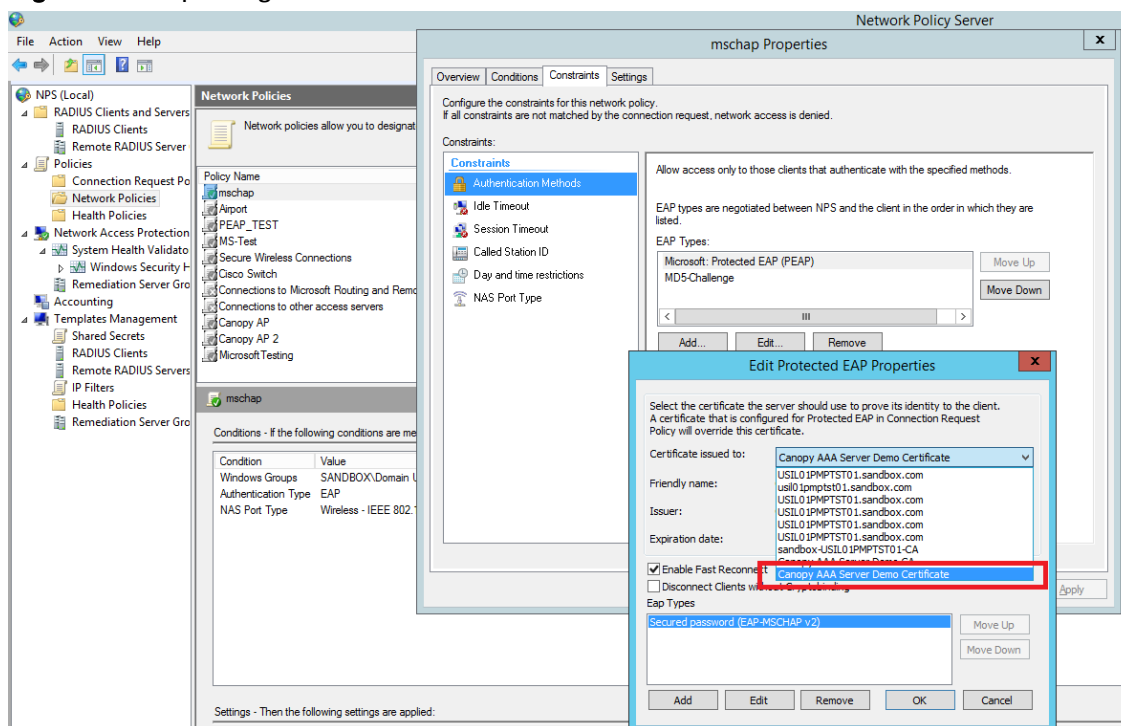 Network Policy Server
File Action View Help
NPS (Local)
RADIUS Clients and Servers
RADIUS Clients
Remote RADIUS Server
Policies
Connection Request Po
Network Policies
Health Policies
Network Access Protection
System Health Validato
Windows Security H
Remediation Server Gro
Accounting
Templates Management
Shared Secrets
RADIUS Clients
Remote RADIUS Servers
IP Filters
Health Policies
Remediation Server Gro
Network Policies
Network policies allow you to designat
Policy Name
mschap
Airport
PEAP_TEST
MS-Test
Secure Wireless Connections
Cisco Switch
Connections to Microsoft Routing and Remo
Connections to other access servers
Canopy AP
Canopy AP 2
MicrosoftTesting
mschap
Conditions - If the following conditions are me
Condition Value
Windows Groups SANDBOX\Domain U
Authentication Type EAP
NAS Port Type Wireless - IEEE 802.1
Settings - Then the following settings are applied:
mschap Properties
x
Overview Conditions Constraints Settings
Configure the constraints for this network policy.
If all constraints are not matched by the connection request, network access is denied.
Constraints:
Constraints
Authentication Methods
Idle Timeout
Session Timeout
Called Station ID
Day and time restrictions
NAS Port Type
Allow access only to those clients that authenticate with the specified methods.
EAP types are negotiated between NPS and the client in the order in which they are
listed.
EAP Types:
Microsoft: Protected EAP (PEAP)
MD5-Challenge
Move Up
Move Down
Add... Edit... Remove
Apply
Edit Protected EAP Properties
x
Select the certificate the server should use to prove its identity to the client.
A certificate that is configured for Protected EAP in Connection Request
Policy will override this certificate.
Certificate issued to: Canopy AAA Server Demo Certificate
Friendly name:
Issuer:
Expiration date:
USIL01PMPTST01.sandbox.com
usil01pmptst01.sandbox.com
USIL01PMPTST01.sandbox.com
USIL01PMPTST01.sandbox.com
USIL01PMPTST01.sandbox.com
sandbox-USIL01PMPTST01-CA
Canopy AAA Server Demo CA
Canopy AAA Server Demo Certificate
Enable Fast Reconnect
Disconnect Clients without Cryptobinding
Eap Types
Secured password (EAP-MSCHAP v2)
Move Up
Move Down
Add Edit Remove OK Cancel